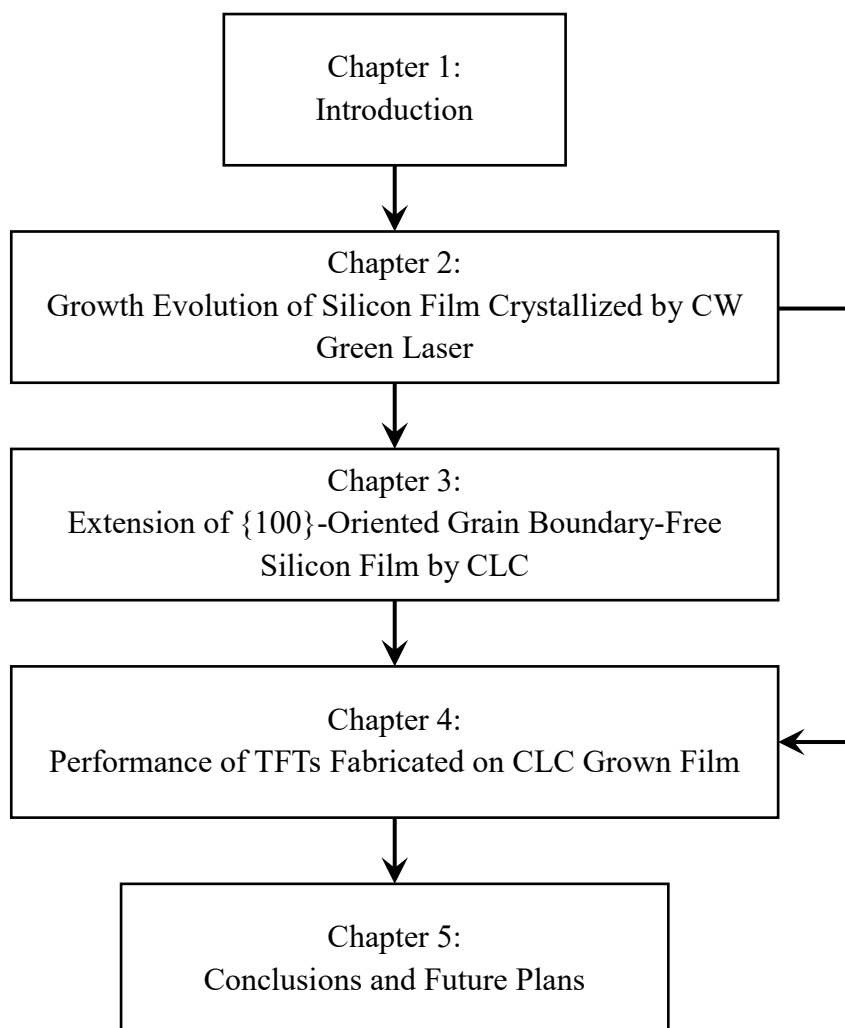 Chapter 1:
Introduction
Chapter 2:
Growth Evolution of Silicon Film Crystallized by CW
Green Laser
Chapter 3:
Extension of {100}-Oriented Grain Boundary-Free
Silicon Film by CLC
Chapter 4:
Performance of TFTs Fabricated on CLC Grown Film
Chapter 5:
Conclusions and Future Plans